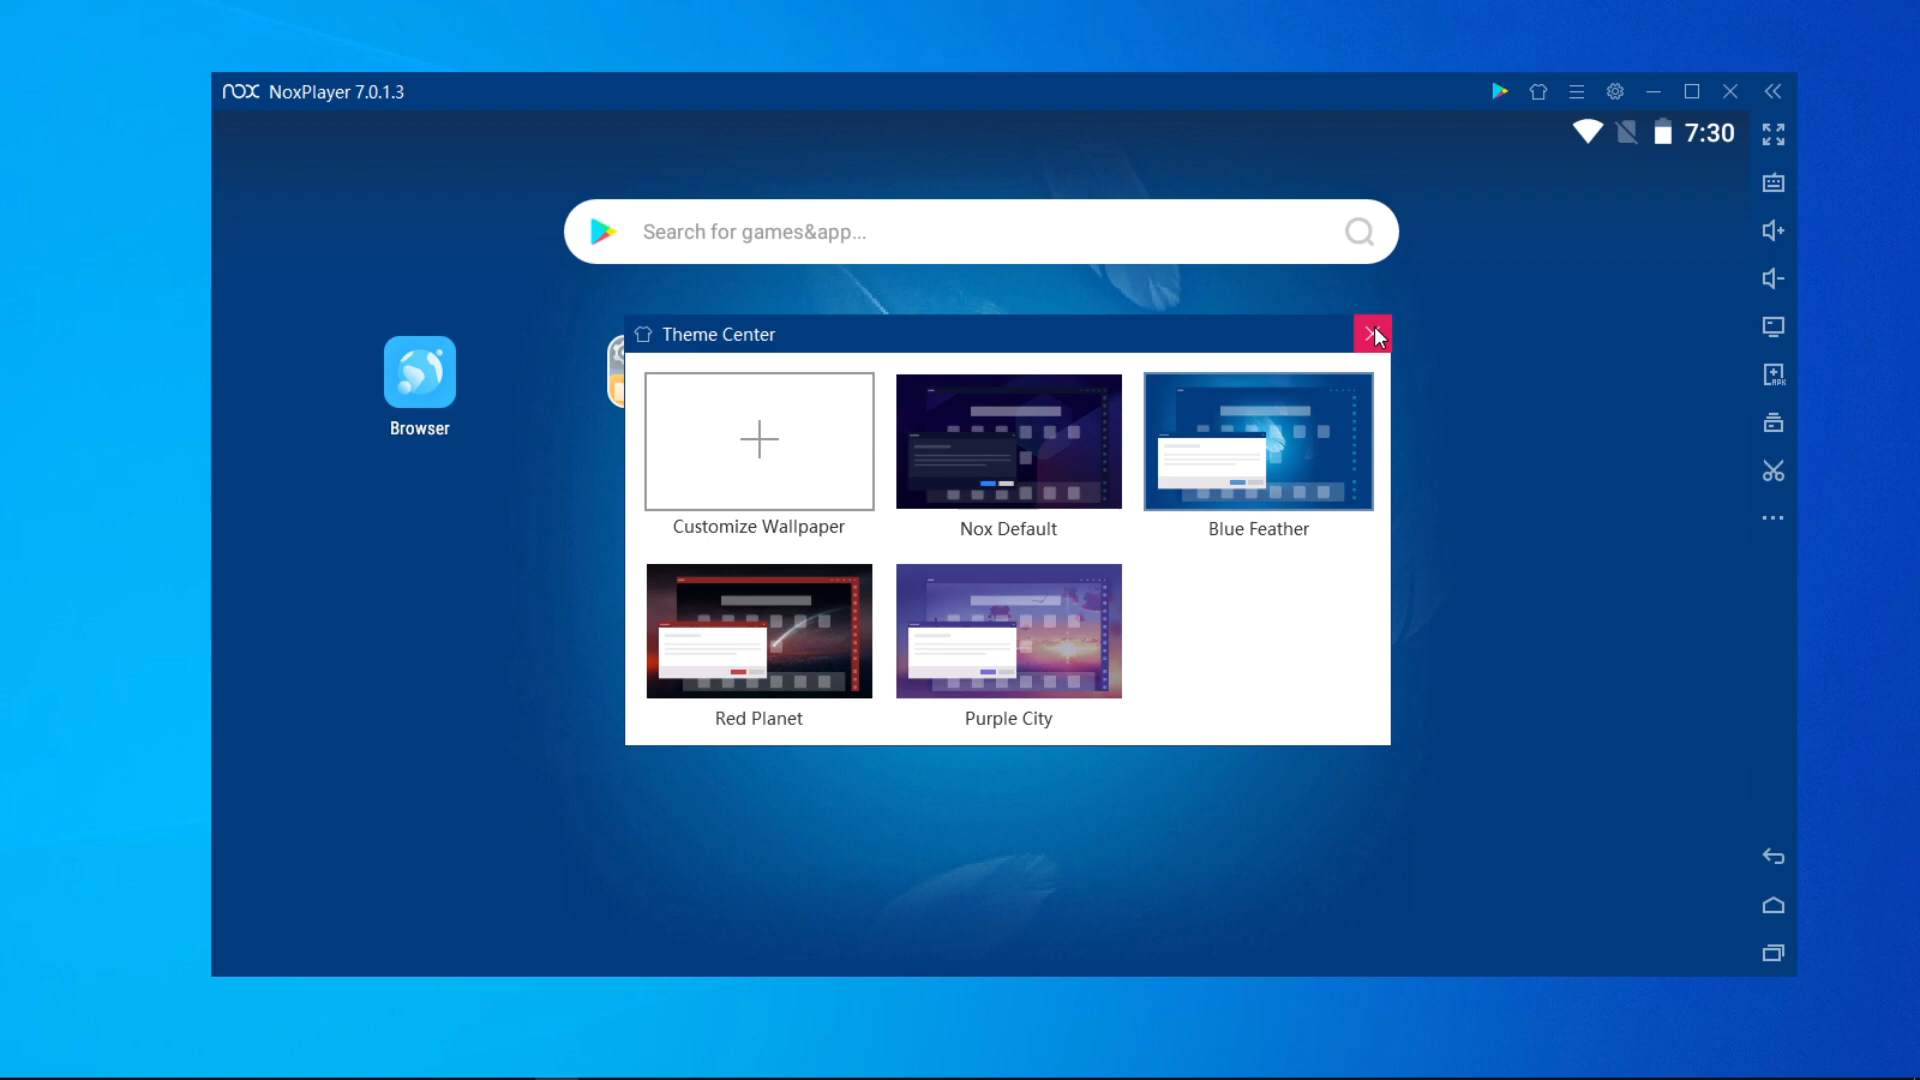 nox NoxPlayer 7.0.1.3
7:30
Search for games&app...
Theme Center
Browser
Customize Wallpaper
Nox Default
Blue Feather
Red Planet
Purple City